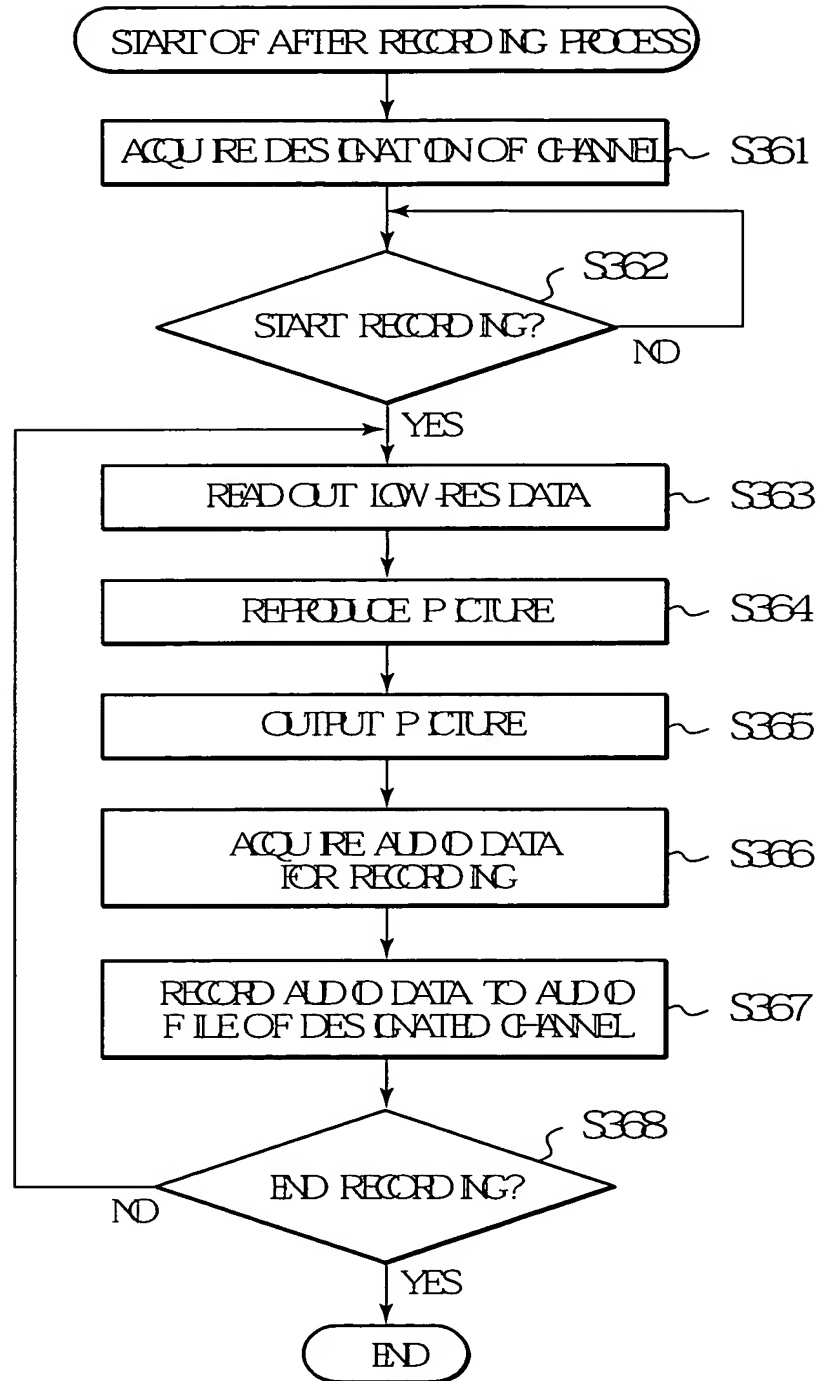 START OF AFTER RECORDING PROCESS
ACQUIRE DESIGNATION OF CHANNEL
S361
S362
START RECORDING?
NO
YES
READ OUT LOW-RES DATA
S363
REPRODUCE PICTURE
S364
OUTPUT PICTURE
S365
ACQUIRE AUDIO DATA
FOR RECORDING
S366
RECORD AUDIO DATA TO AUDIO
FILE OF DESIGNATED CHANNEL
S367
S368
END RECORDING?
NO
YES
END